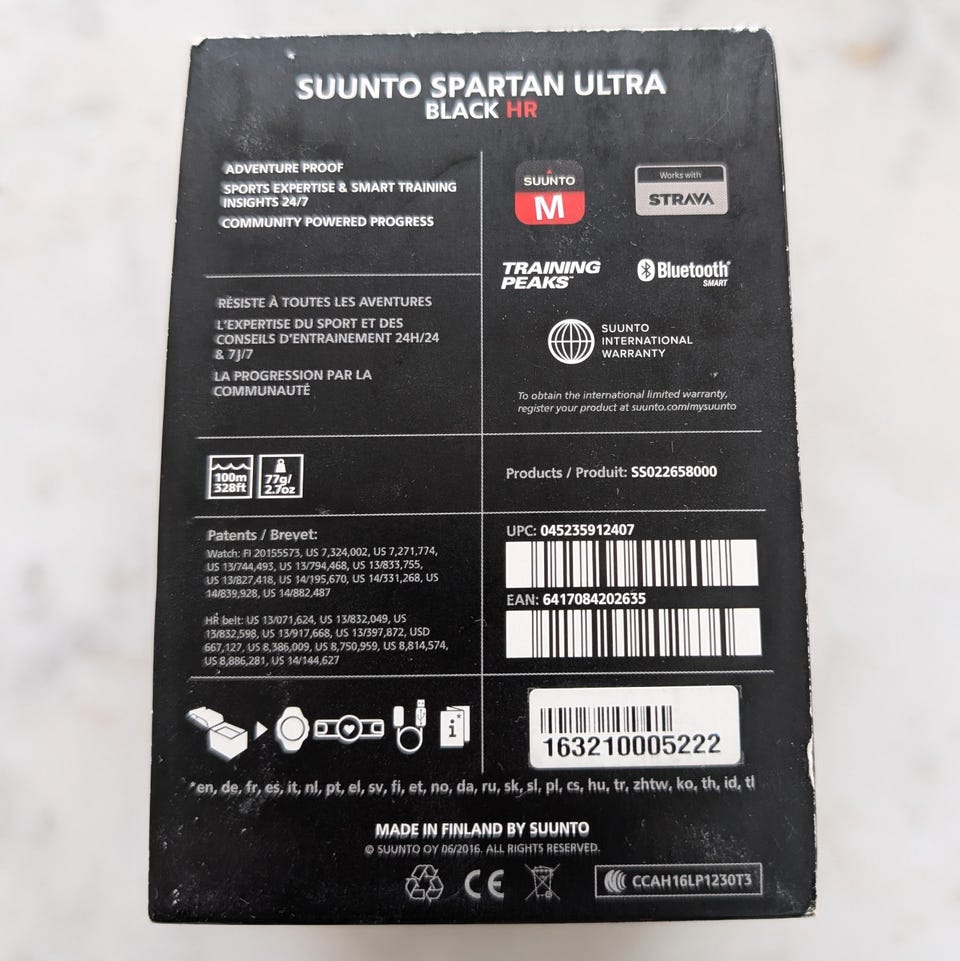 SUUNTO SPARTAN ULTRA
BLACK HR
ADVENTURE PROOF
SPORTS EXPERTISE & SMART TRAINING
INSIGHTS 24/7
COMMUNITY POWERED PROGRESS
RÉSISTE À TOUTES LES AVENTURES
L'EXPERTISE DU SPORT ET DES
CONSEILS D'ENTRAINEMENT 24H/24
& 7J/7
LA PROGRESSION PAR LA
COMMUNAUTÉ
SUUNTO
M
Works with
STRAVA
TRAINING
PEAKS™
Bluetooth®
SMART
SUUNTO
INTERNATIONAL
WARRANTY
To obtain the international limited warranty,
register your product at suunto.com/mysuunto
100m
328ft
77g/
2.7oz
Products / Produit: SS022658000
Patents / Brevet:
Watch: FI 20155573, US 7,324,002, US 7,271,774,
US 13/744,493, US 13/794,468, US 13/833,755,
US 13/827,418, US 14/195,670, US 14/331,268, US
14/839,928, US 14/882,487
HR belt: US 13/071,624, US 13/832,049, US
13/832,598, US 13/917,668, US 13/397,872, USD
667,127, US 8,386,009, US 8,750,959, US 8,814,574,
US 8,886,281, US 14/144,627
UPC: 045235912407
EAN: 6417084202635
i*
163210005222
*en, de, fr, es, it, nl, pt, el, sv, fi, et, no, da, ru, sk, sl, pl, cs, hu, tr, zhtw, ko, th, id, tl
MADE IN FINLAND BY SUUNTO
© SUUNTO OY 06/2016. ALL RIGHTS RESERVED.
CE
CCAH16LP1230T3